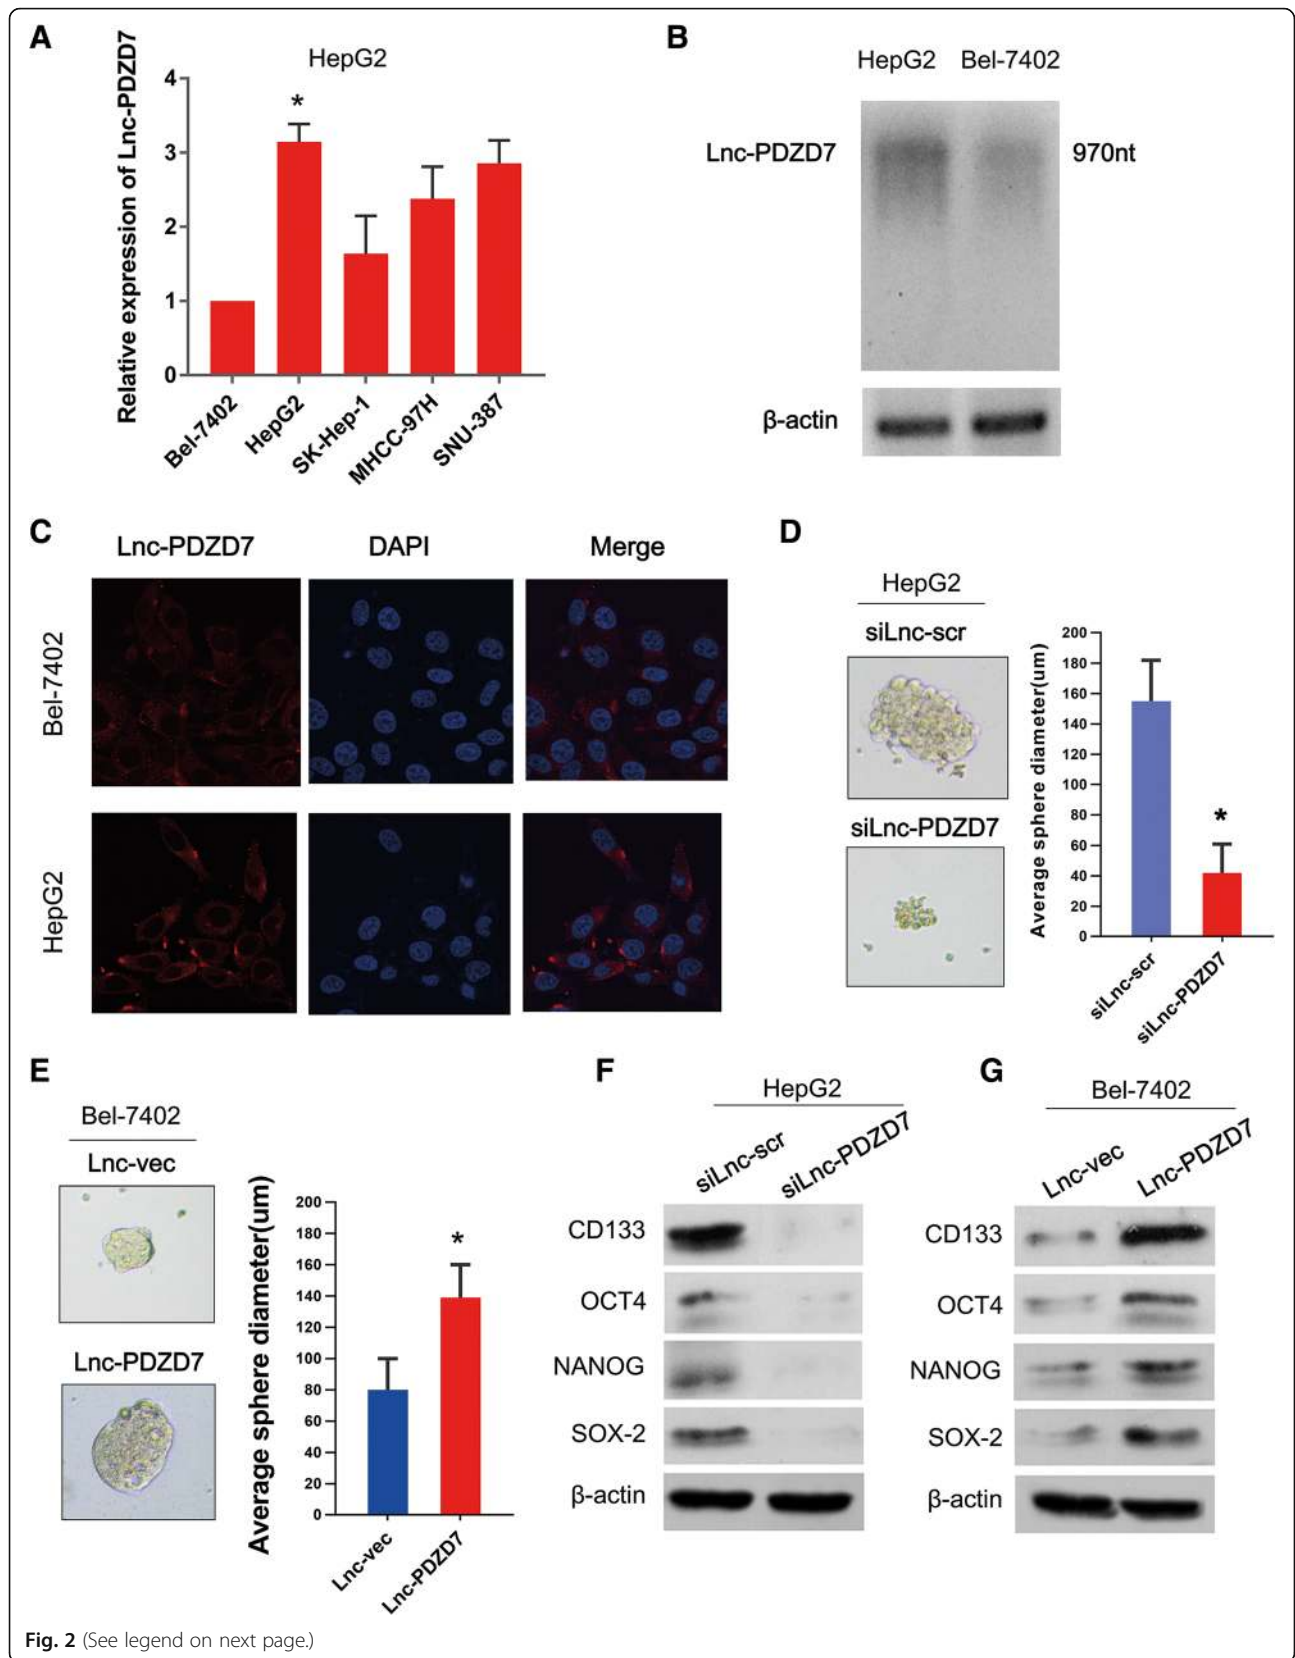 A
HepG2
Relative expression of Lnc-PDZD7
4
3
2
1
0
Bel-7402
HepG2
SK-Hep-1
MHCC-97H
SNU-387
*
B
HepG2 Bel-7402
Lnc-PDZD7
970nt
β-actin
C
Lnc-PDZD7 DAPI Merge
Bel-7402
HepG2
D
HepG2
siLnc-scr
siLnc-PDZD7
Average sphere diameter(um)
200
180
160
140
120
100
80
60
40
20
0
*
siLnc-scr
siLnc-PDZD7
E
Bel-7402
Lnc-vec
Lnc-PDZD7
Average sphere diameter(um)
200
180
160
140
120
100
80
60
40
20
0
*
Lnc-vec
Lnc-PDZD7
F
HepG2
siLnc-scr
siLnc-PDZD7
CD133
OCT4
NANOG
SOX-2
β-actin
G
Bel-7402
Lnc-vec
Lnc-PDZD7
CD133
OCT4
NANOG
SOX-2
β-actin
Fig. 2 (See legend on next page.)